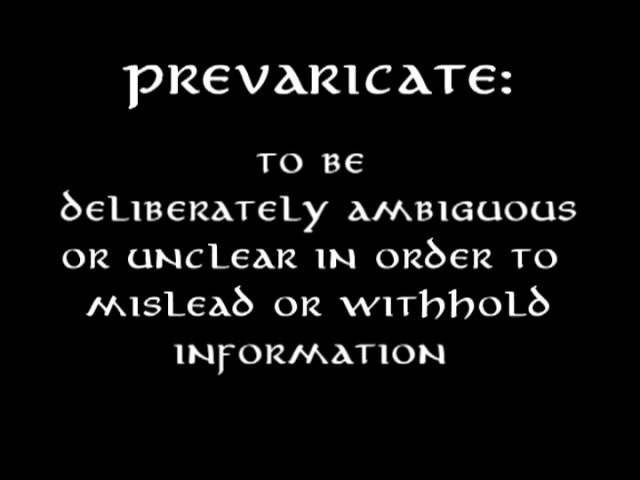 PREVARICATE:
TO BE
DELIBERATELY AMBIGUOUS
OR UNCLEAR IN ORDER TO
MISLEAD OR WITHHOLD
INFORMATION